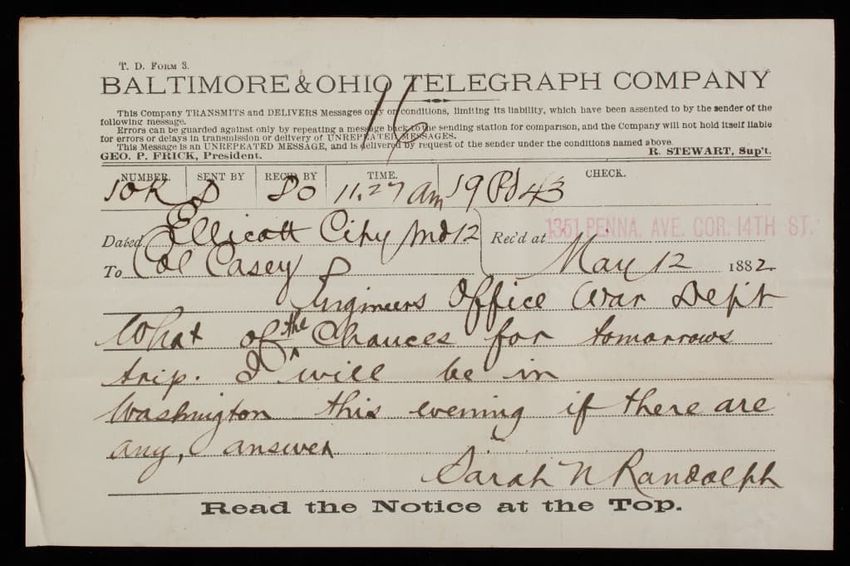 T. D. Form 3.
BALTIMORE & OHIO TELEGRAPH COMPANY
This Company TRANSMITS and DELIVERS Messages only on conditions, limiting its liability, which have been assented to by the sender of the
following message.
Errors can be guarded against only by repeating a message back to the sending station for comparison, and the Company will not hold itself liable
for errors or delays in transmission or delivery of UNREPEATED MESSAGES.
This Message is an UNREPEATED MESSAGE, and is delivered by request of the sender under the conditions named above.
GEO. P. FRICK, President. R. STEWART, Sup't.
NUMBER. SENT BY REC'D BY TIME. CHECK.
11.27 am 19 Pd 43
1351 PENNA. AVE. COR. 14TH ST.
Dated Ellicott City Md 12 Rec'd at
To Col Casey May 12 1882.
Engineers Office War Dept
What of the Chances for tomorrows
trip. I will be in
Washington this evening if there are
any, answer
Sarah N Randolph
Read the Notice at the Top.